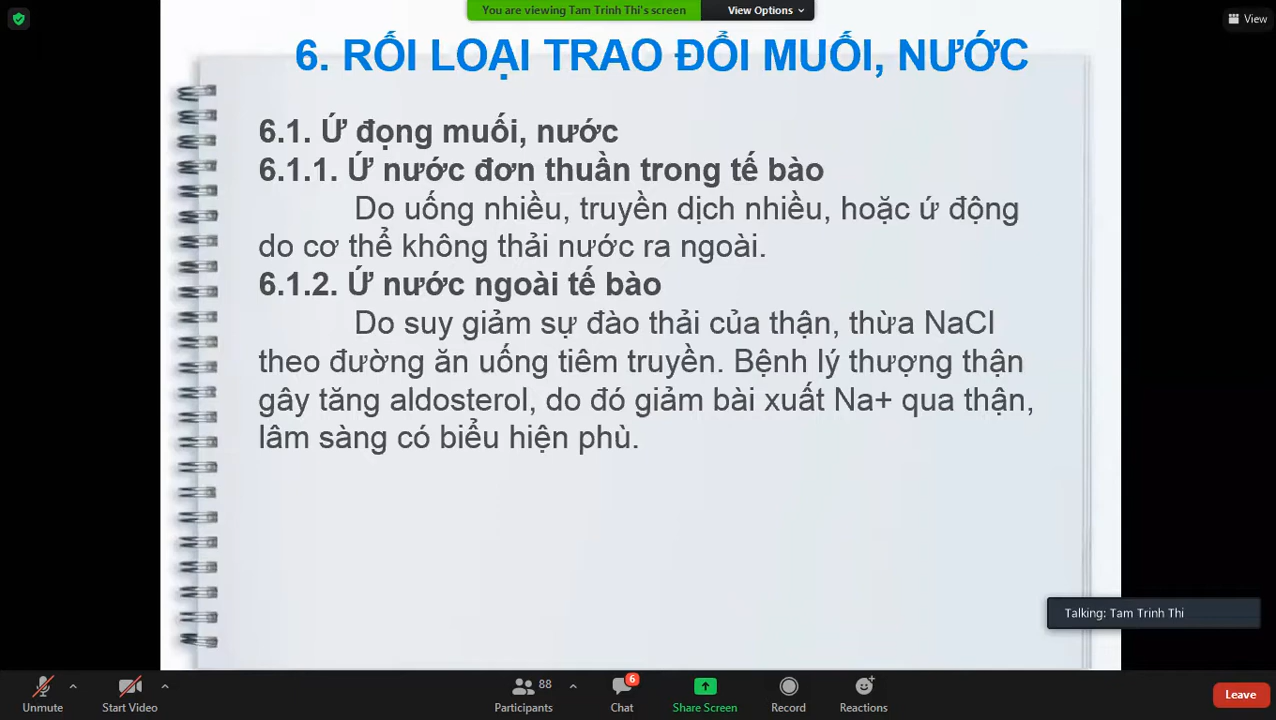 You are viewing Tam Trinh Thi's screen View Options
View
6. RỐI LOẠI TRAO ĐỔI MUỐI, NƯỚC
6.1. Ứ đọng muối, nước
6.1.1. Ứ nước đơn thuần trong tế bào
Do uống nhiều, truyền dịch nhiều, hoặc ứ động
do cơ thể không thải nước ra ngoài.
6.1.2. Ứ nước ngoài tế bào
Do suy giảm sự đào thải của thận, thừa NaCl
theo đường ăn uống tiêm truyền. Bệnh lý thượng thận
gây tăng aldosterol, do đó giảm bài xuất Na+ qua thận,
lâm sàng có biểu hiện phù.
Talking: Tam Trinh Thi
88 6
Unmute Start Video Participants Chat Share Screen Record Reactions Leave